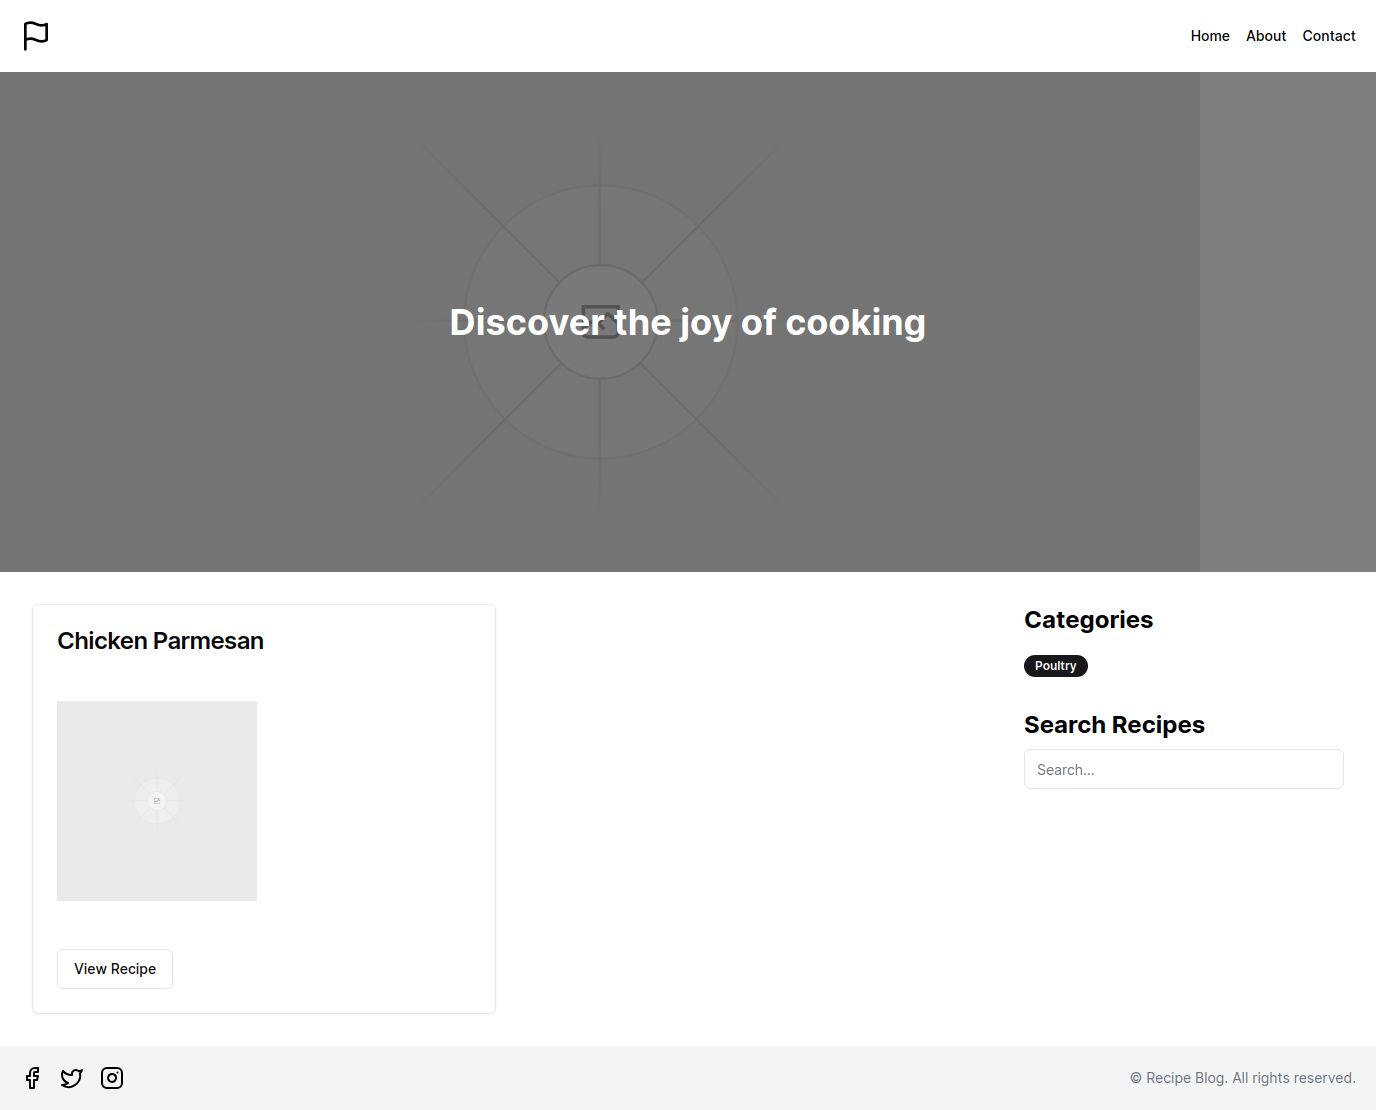 Home About Contact
Discover the joy of cooking
Chicken Parmesan
View Recipe
Categories
Poultry
Search Recipes
Search...
© Recipe Blog. All rights reserved.